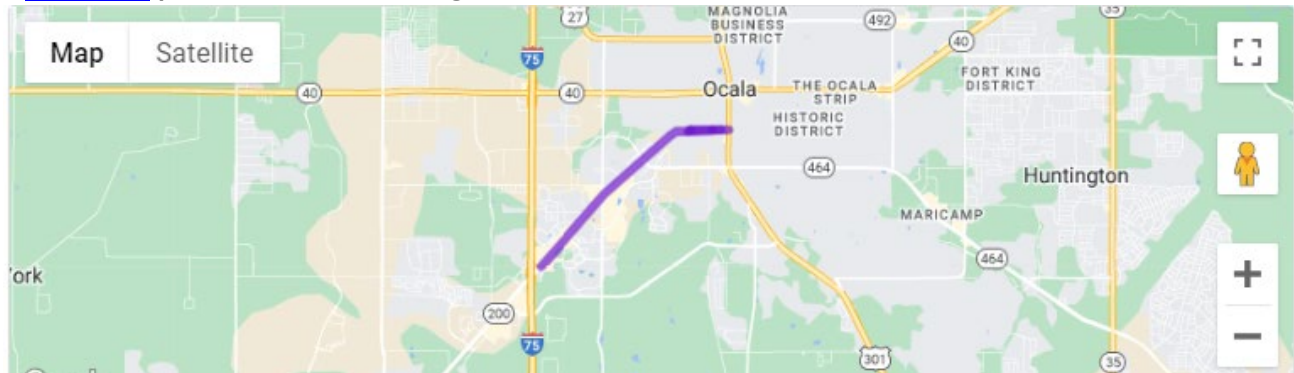 27
MAGNOLIA
BUSINESS
DISTRICT
492
35
Map
Satellite
75
40
40
40
Ocala
THE OCALA
STRIP
FORT KING
DISTRICT
HISTORIC
DISTRICT
464
Huntington
MARICAMP
464
ork
200
75
301
35